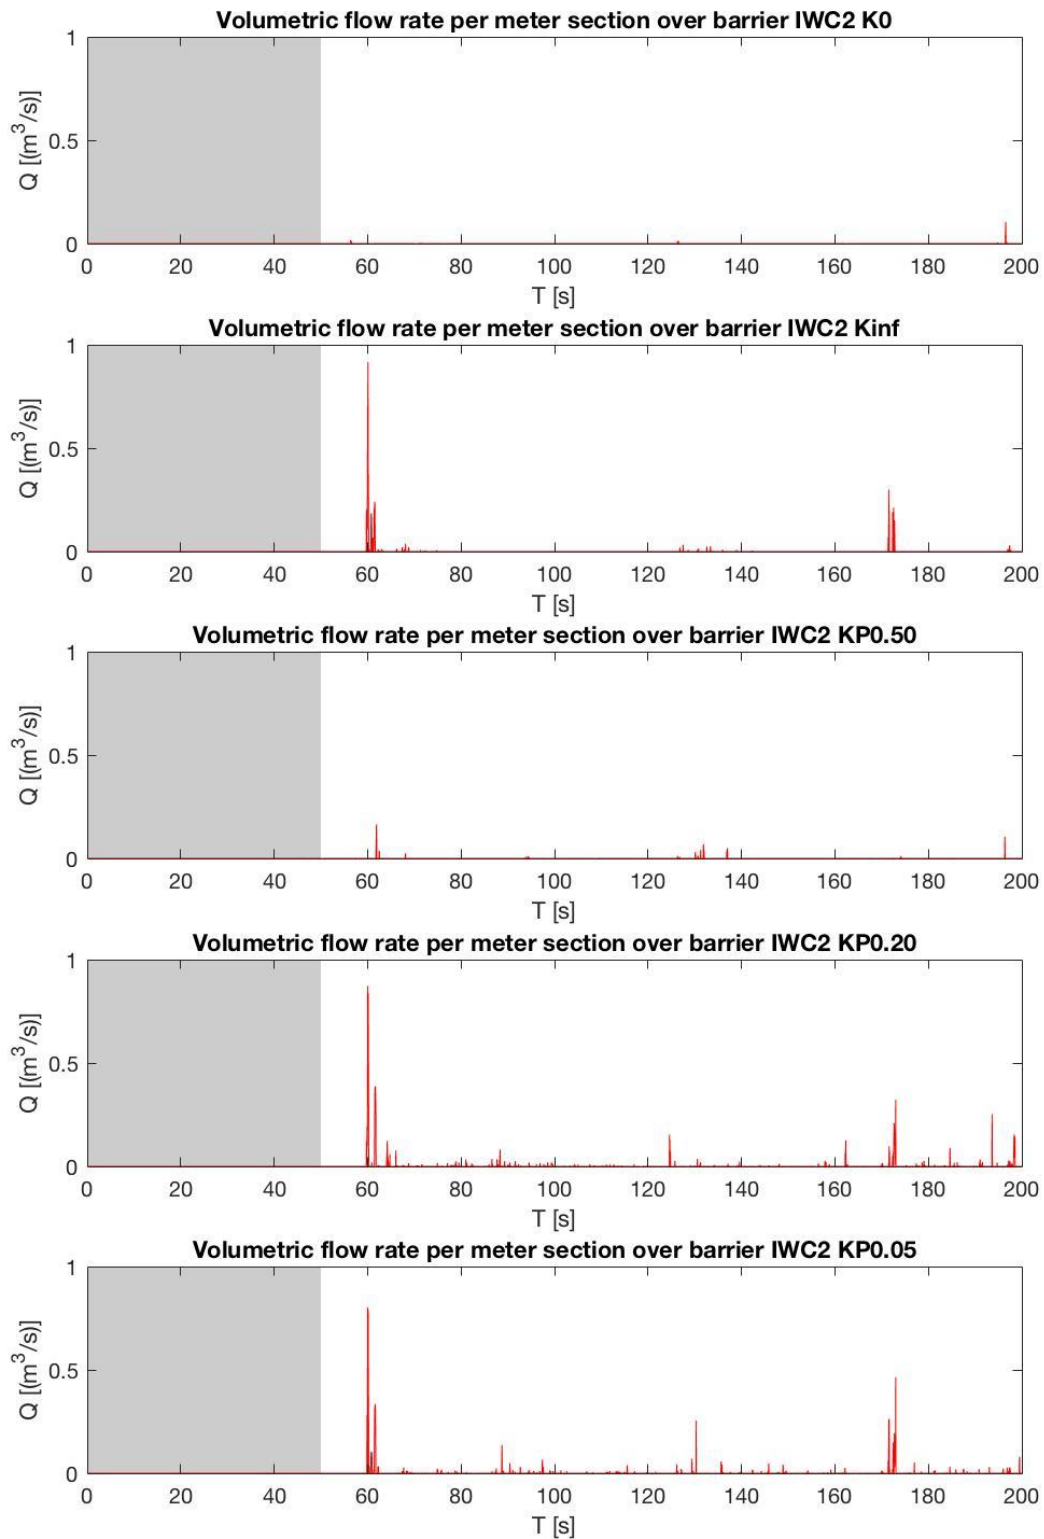 Volumetric flow rate per meter section over barrier IWC2 K0
1
0.5
0
Q [(m³/s)]
0 20 40 60 80 100 120 140 160 180 200
T [s]
Volumetric flow rate per meter section over barrier IWC2 Kinf
1
0.5
0
Q [(m³/s)]
0 20 40 60 80 100 120 140 160 180 200
T [s]
Volumetric flow rate per meter section over barrier IWC2 KP0.50
1
0.5
0
Q [(m³/s)]
0 20 40 60 80 100 120 140 160 180 200
T [s]
Volumetric flow rate per meter section over barrier IWC2 KP0.20
1
0.5
0
Q [(m³/s)]
0 20 40 60 80 100 120 140 160 180 200
T [s]
Volumetric flow rate per meter section over barrier IWC2 KP0.05
1
0.5
0
Q [(m³/s)]
0 20 40 60 80 100 120 140 160 180 200
T [s]